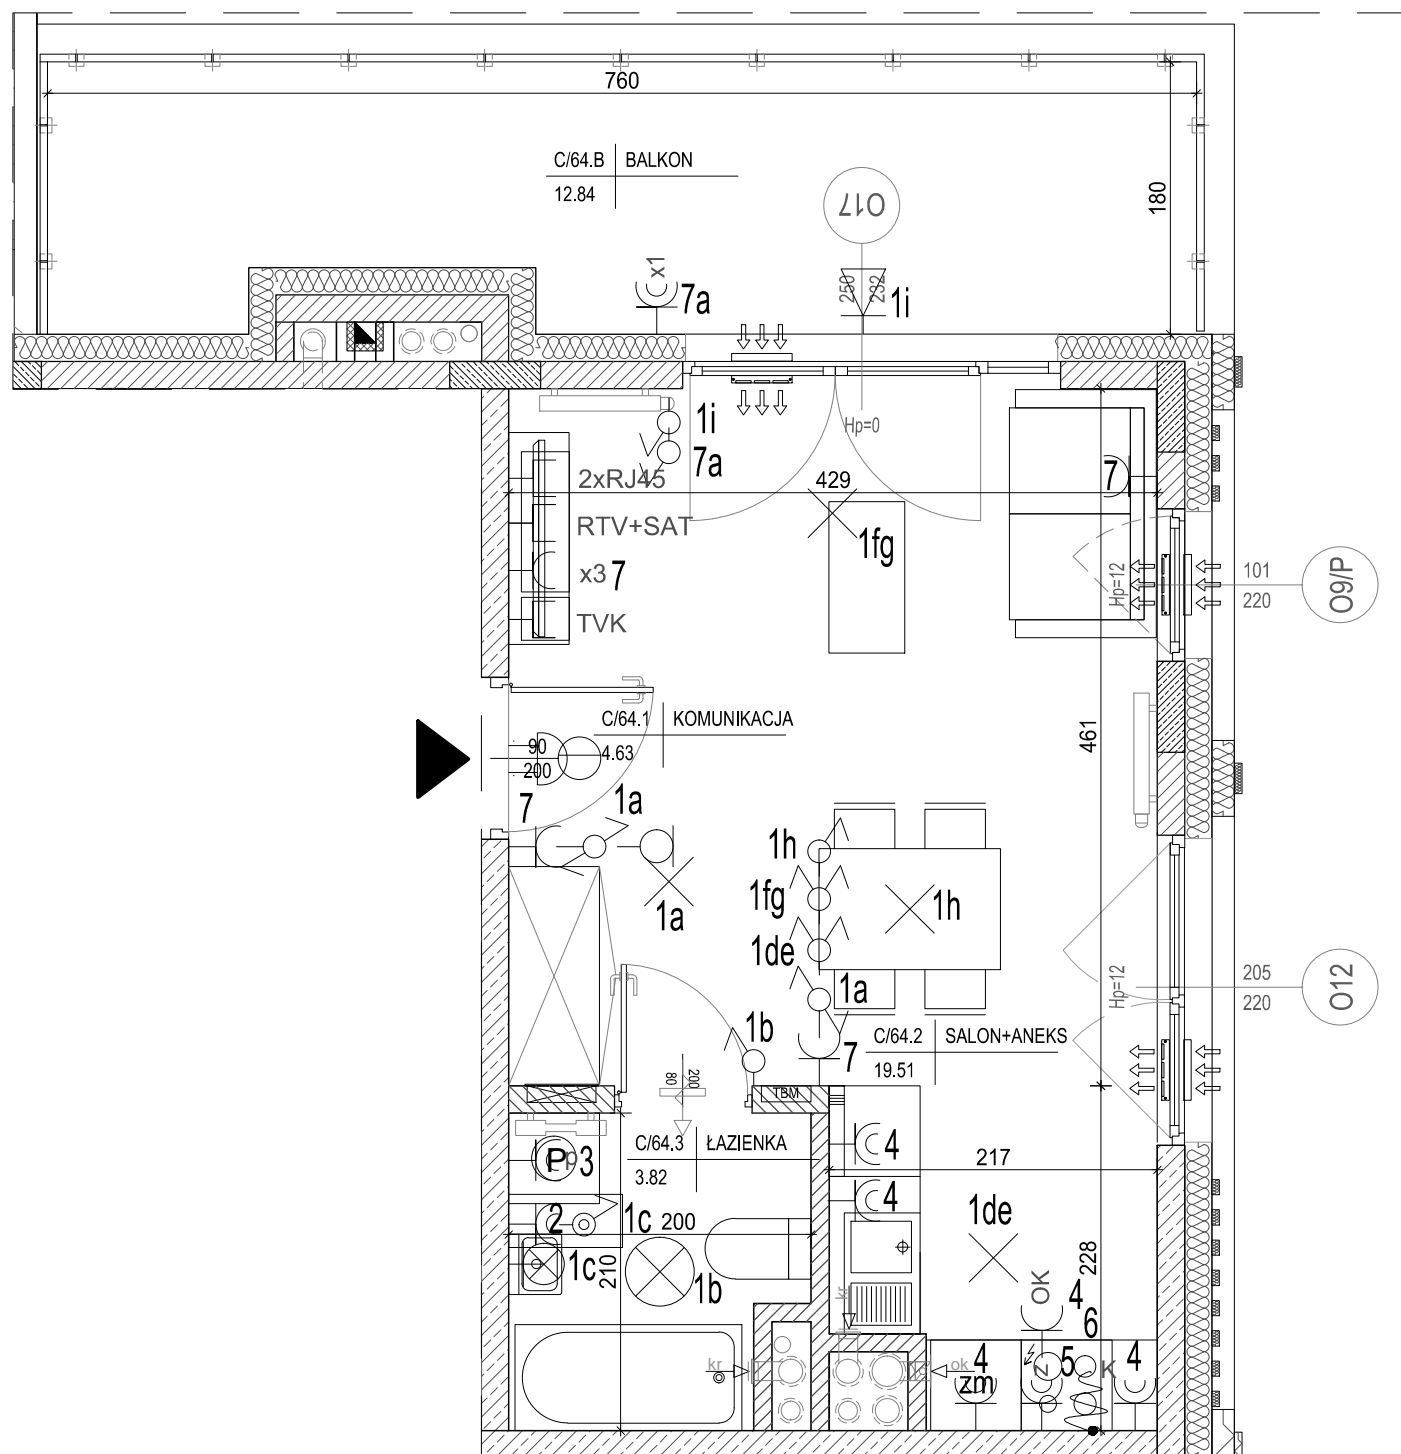 760
C/64.B BALKON
12.84
O17
180
x1
7a
250
232
1i
1i
7a
Hp=0
2xRJ45
429
7
RTV+SAT
1fg
x3 7
TVK
Hp=12
101
220
O9/P
C/64.1 KOMUNIKACJA
4.63
90
200
461
7
1a
1h
1fg
1h
1a
1de
1a
Hp=12
205
220
O12
1b
7
C/64.2 SALON+ANEKS
19.51
80
200
TBM
C/64.3 ŁAZIENKA
3.82
P
p
3
4
217
4
2
1c
200
1de
1c
210
1b
228
OK
4
6
kr
kr
ok
4
zm
z
5
K
4